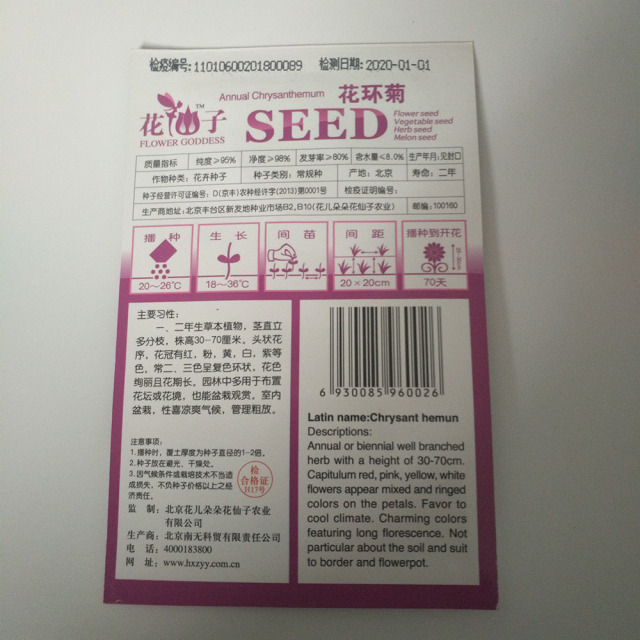 检疫编号:11010600201800089 检测日期:2020-01-01
Annual Chrysanthemum 花环菊
花仙子™
FLOWER GODDESS
SEED
Flower seed
Vegetable seed
Herb seed
Melon seed
质量指标 纯度≥95% 净度≥98% 发芽率≥80% 含水量≤8.0% 生产年月:见封口
作物种类:花卉种子 种子类别:常规种 产地:北京 寿命:二年
种子经营许可证编号:D(京丰)农种经许字(2013)第0001号 检疫证明编号:
生产商地址:北京丰台区新发地种业市场B2,B10(花儿朵朵花仙子农业) 邮编:100160
播种 生长 间苗 间距 播种到开花
20~26℃ 18~36℃ 20×20cm 70天
主要习性:
一、二年生草本植物,茎直立
多分枝,株高30-70厘米。头状花
序,花冠有红,粉,黄,白,紫等
色。常二、三色呈复色环状,花色
绚丽且花期长。园林中多用于布置
花坛或花境,也能盆栽观赏。室内
盆栽,性喜凉爽气候,管理粗放。
注意事项:
1.播种时,覆土厚度为种子直径的1-2倍。
2.种子放在避光、干燥处。
3.因气候条件或栽培技术不当造
成损失,不负种子价格以上之经
济责任。
检
合格证
H17号
监制:北京花儿朵朵花仙子农业
有限公司
生产商:北京南无科贸有限责任公司
电话:4000183800
网址:www.hxzyy.com.cn
6 930085 960026
Latin name:Chrysant hemun
Descriptions:
Annual or biennial well branched
herb with a height of 30-70cm.
Capitulum red, pink, yellow, white
flowers appear mixed and ringed
colors on the petals. Favor to
cool climate. Charming colors
featuring long florescence. Not
particular about the soil and suit
to border and flowerpot.